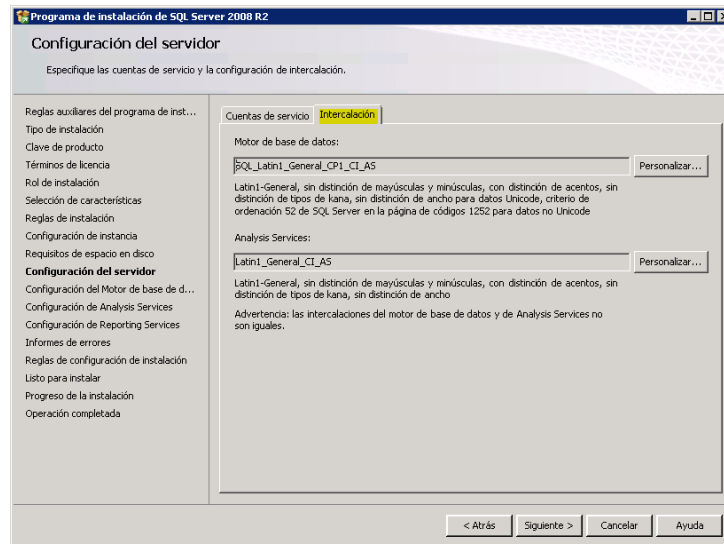 Programa de instalación de SQL Server 2008 R2
Configuración del servidor
Especifique las cuentas de servicio y la configuración de intercalación.
Reglas auxiliares del programa de inst...
Tipo de instalación
Clave de producto
Términos de licencia
Rol de instalación
Selección de características
Reglas de instalación
Configuración de instancia
Requisitos de espacio en disco
Configuración del servidor
Configuración del Motor de base de d...
Configuración de Analysis Services
Configuración de Reporting Services
Informes de errores
Reglas de configuración de instalación
Listo para instalar
Progreso de la instalación
Operación completada
Cuentas de servicio Intercalación
Motor de base de datos:
SQL_Latin1_General_CP1_CI_AS Personalizar...
Latin1-General, sin distinción de mayúsculas y minúsculas, con distinción de acentos, sin
distinción de tipos de kana, sin distinción de ancho para datos Unicode, criterio de
ordenación 52 de SQL Server en la página de códigos 1252 para datos no Unicode
Analysis Services:
Latin1_General_CI_AS Personalizar...
Latin1-General, sin distinción de mayúsculas y minúsculas, con distinción de acentos, sin
distinción de tipos de kana, sin distinción de ancho
Advertencia: las intercalaciones del motor de base de datos y de Analysis Services no
son iguales.
< Atrás Siguiente > Cancelar Ayuda